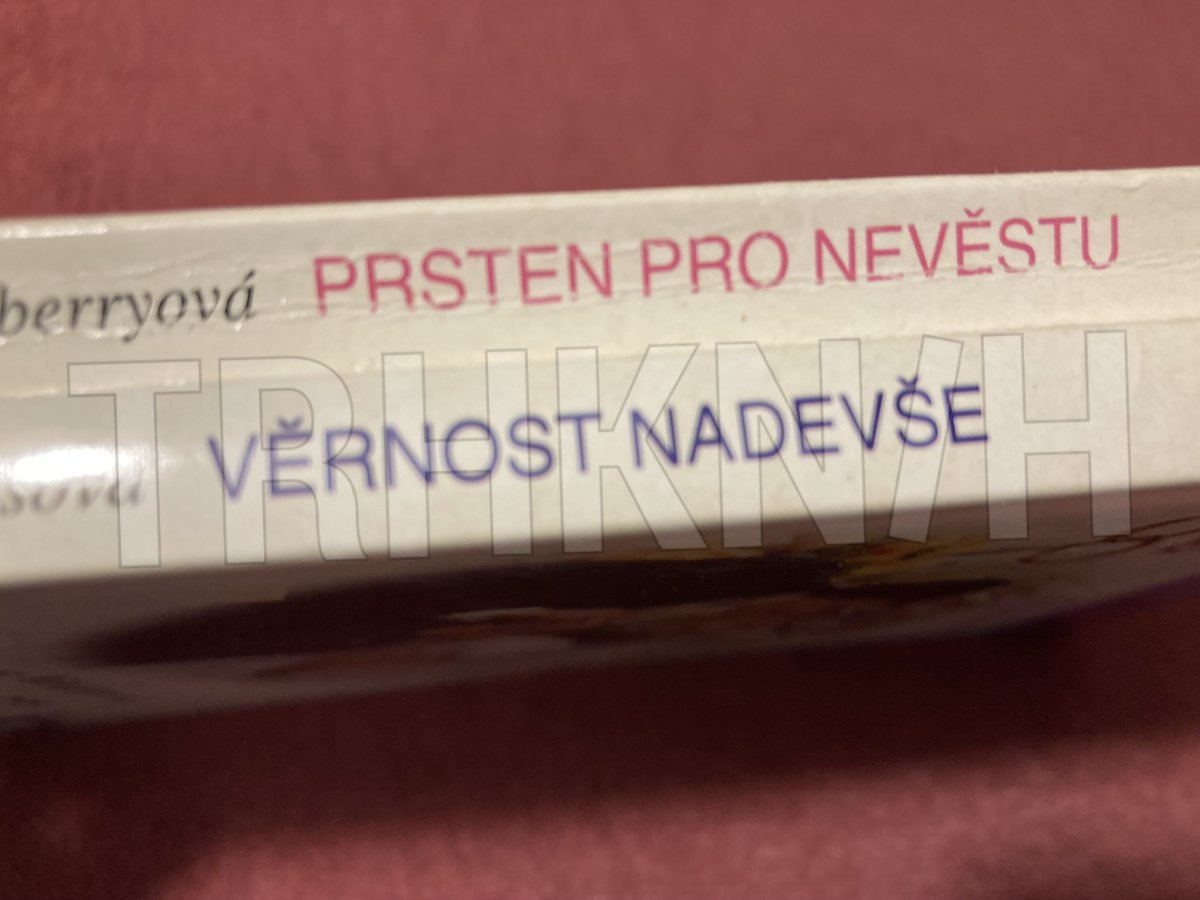 berryová PRSTEN PRO NEVĚSTU
sová VĚRNOST NADEVŠE
TRHKNIH